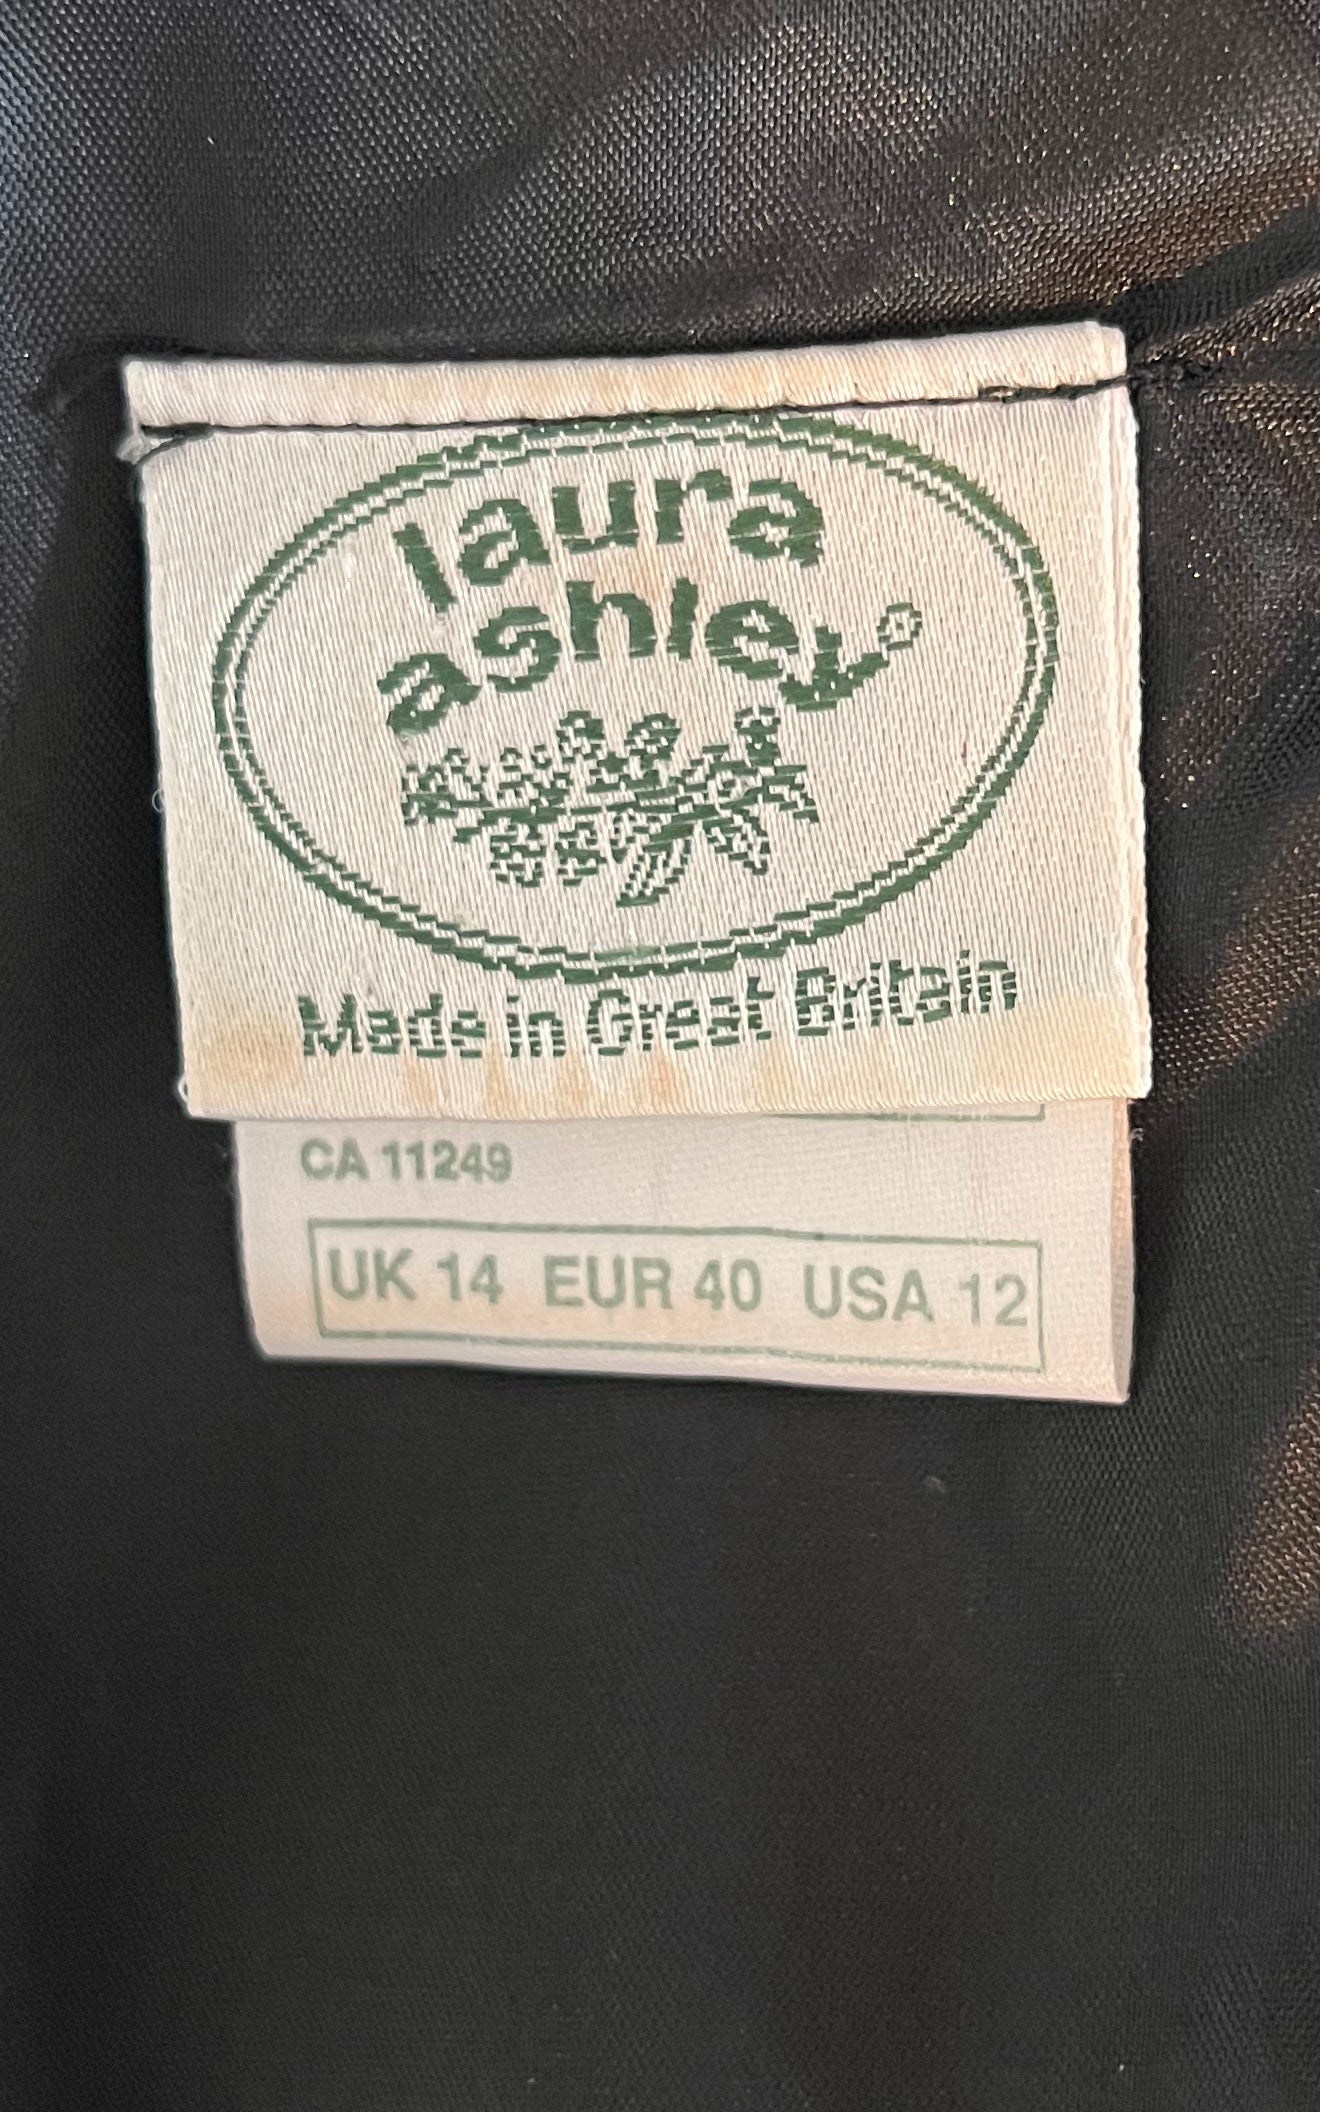 laura
ashley®
Made in Great Britain
CA 11249
UK 14 EUR 40 USA 12